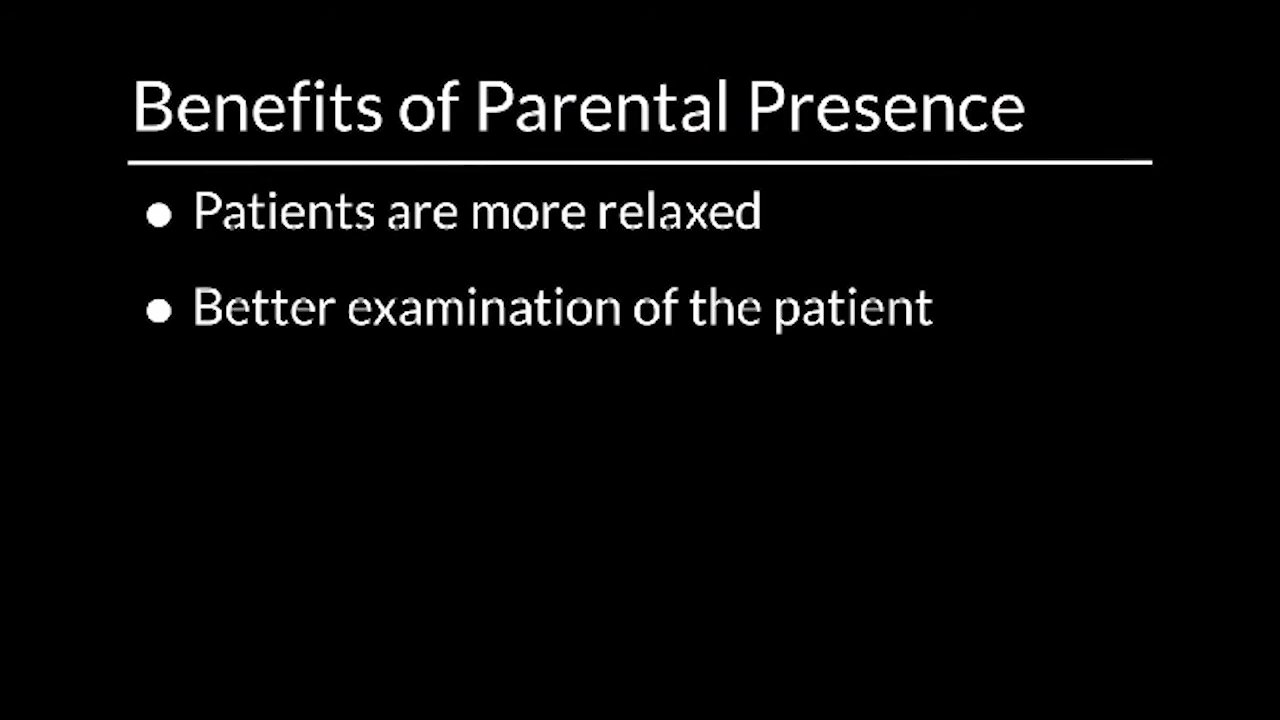 Benefits of Parental Presence
● Patients are more relaxed
● Better examination of the patient